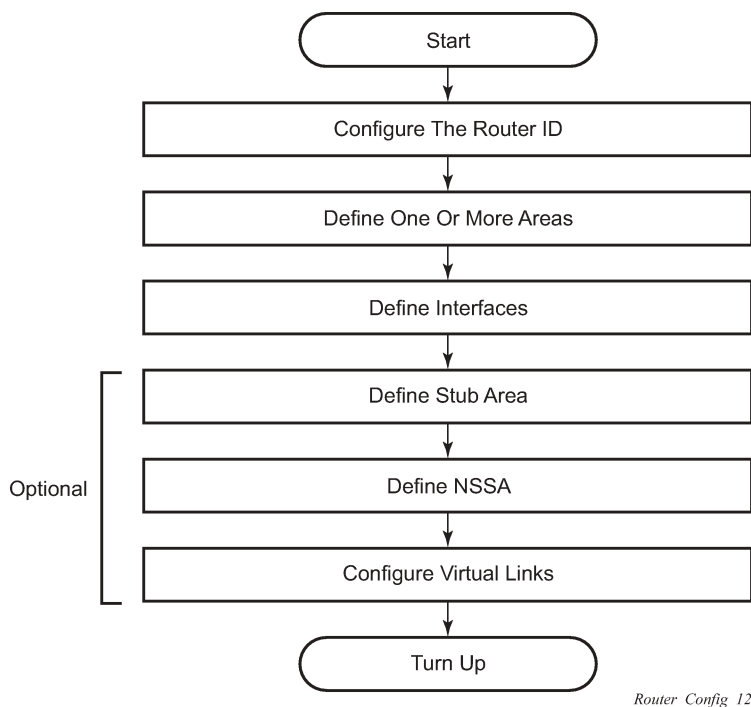 Start
Configure The Router ID
Define One Or More Areas
Define Interfaces
Define Stub Area
Optional
Define NSSA
Configure Virtual Links
Turn Up
Router Config 12